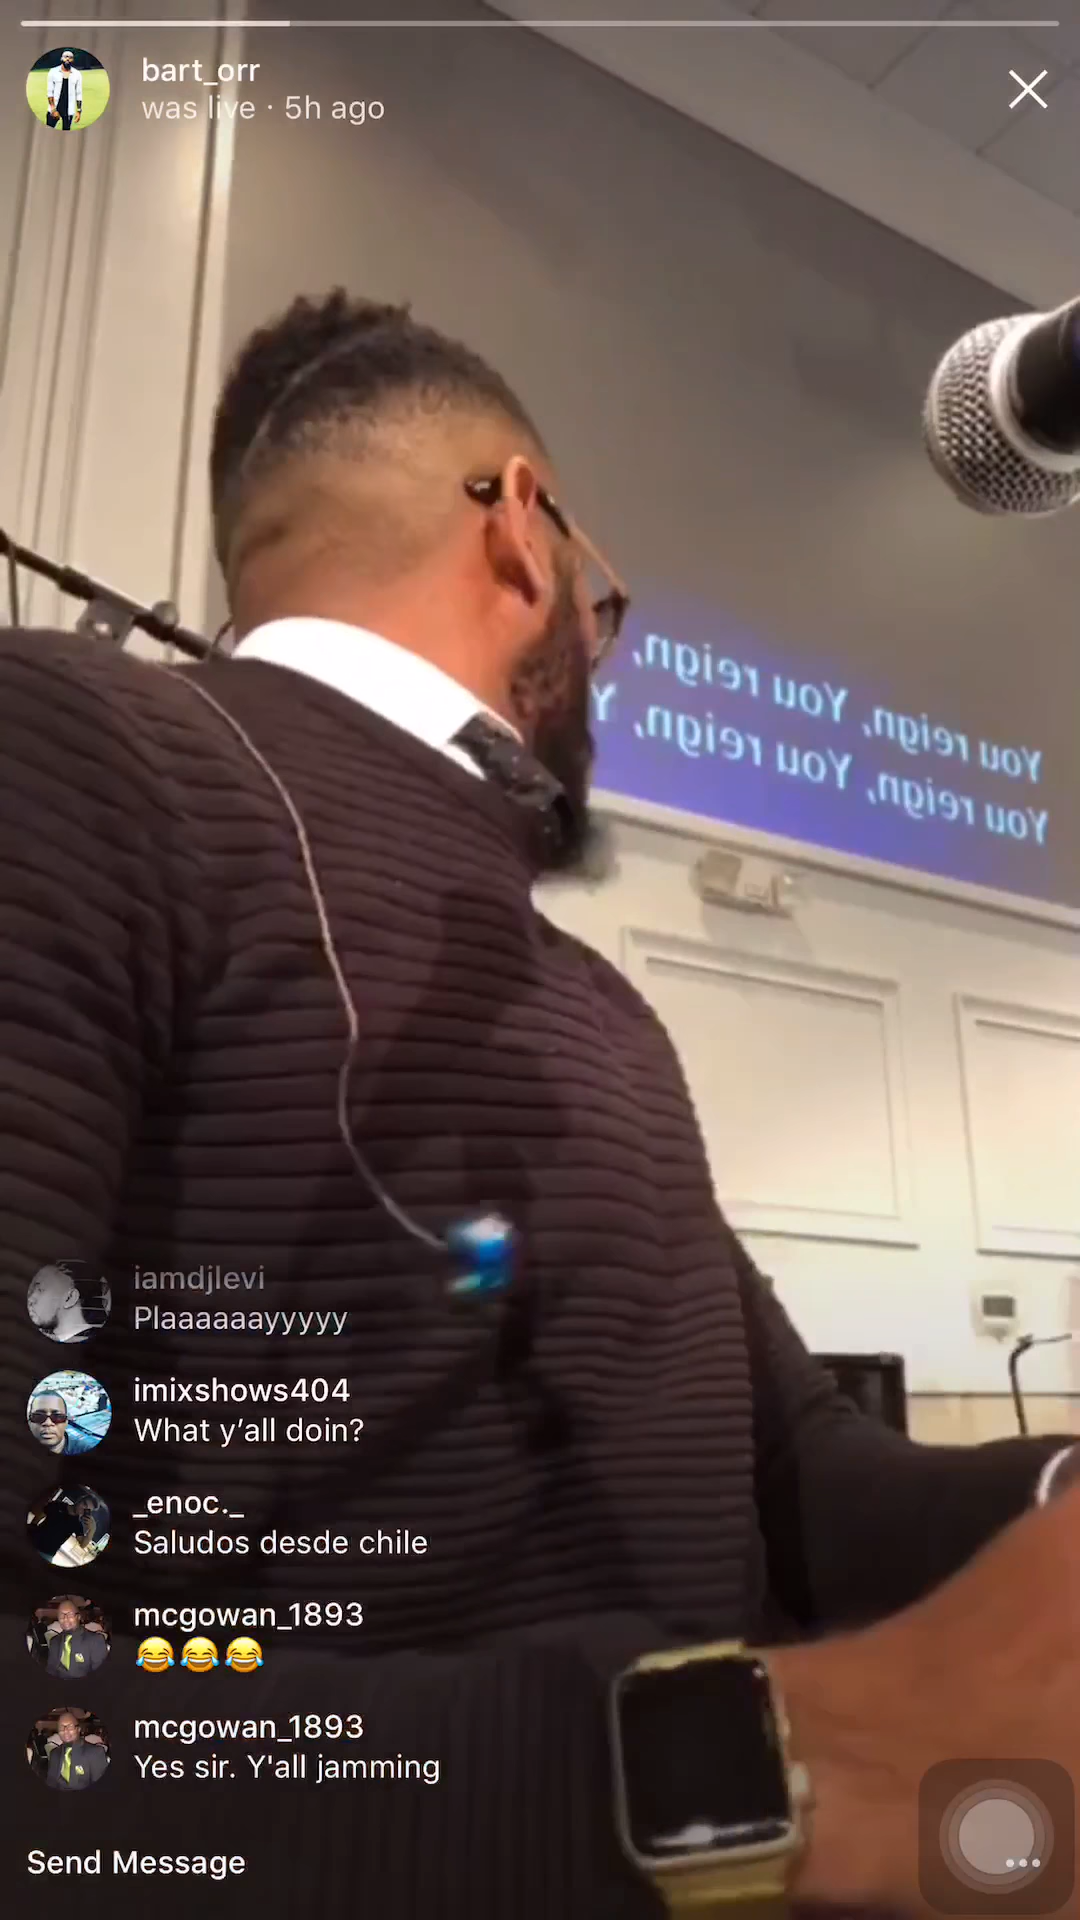 bart_orr
was live · 5h ago
You reign, You reign,
You reign, You reign, Y
iamdjlevi
Plaaaaaayyyyy
imixshows404
What y'all doin?
_enoc._
Saludos desde chile
mcgowan_1893
😂😂😂
mcgowan_1893
Yes sir. Y'all jamming
Send Message